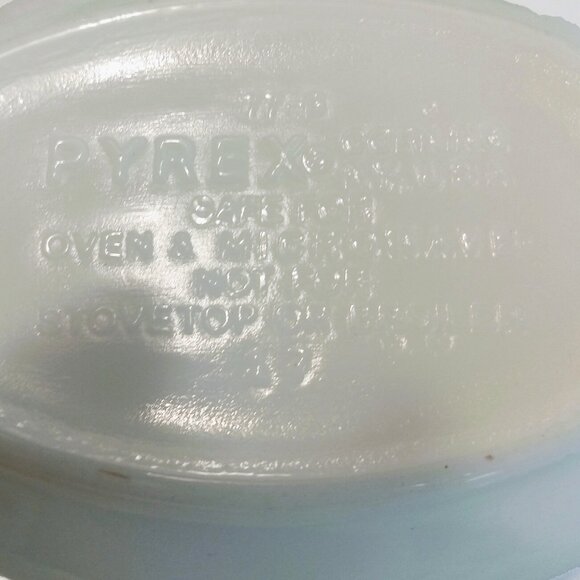 PYREX® CORNING
N.Y. U.S.A.
SAFE FOR
OVEN & MICROWAVE
NOT FOR
STOVETOP OR BROILER